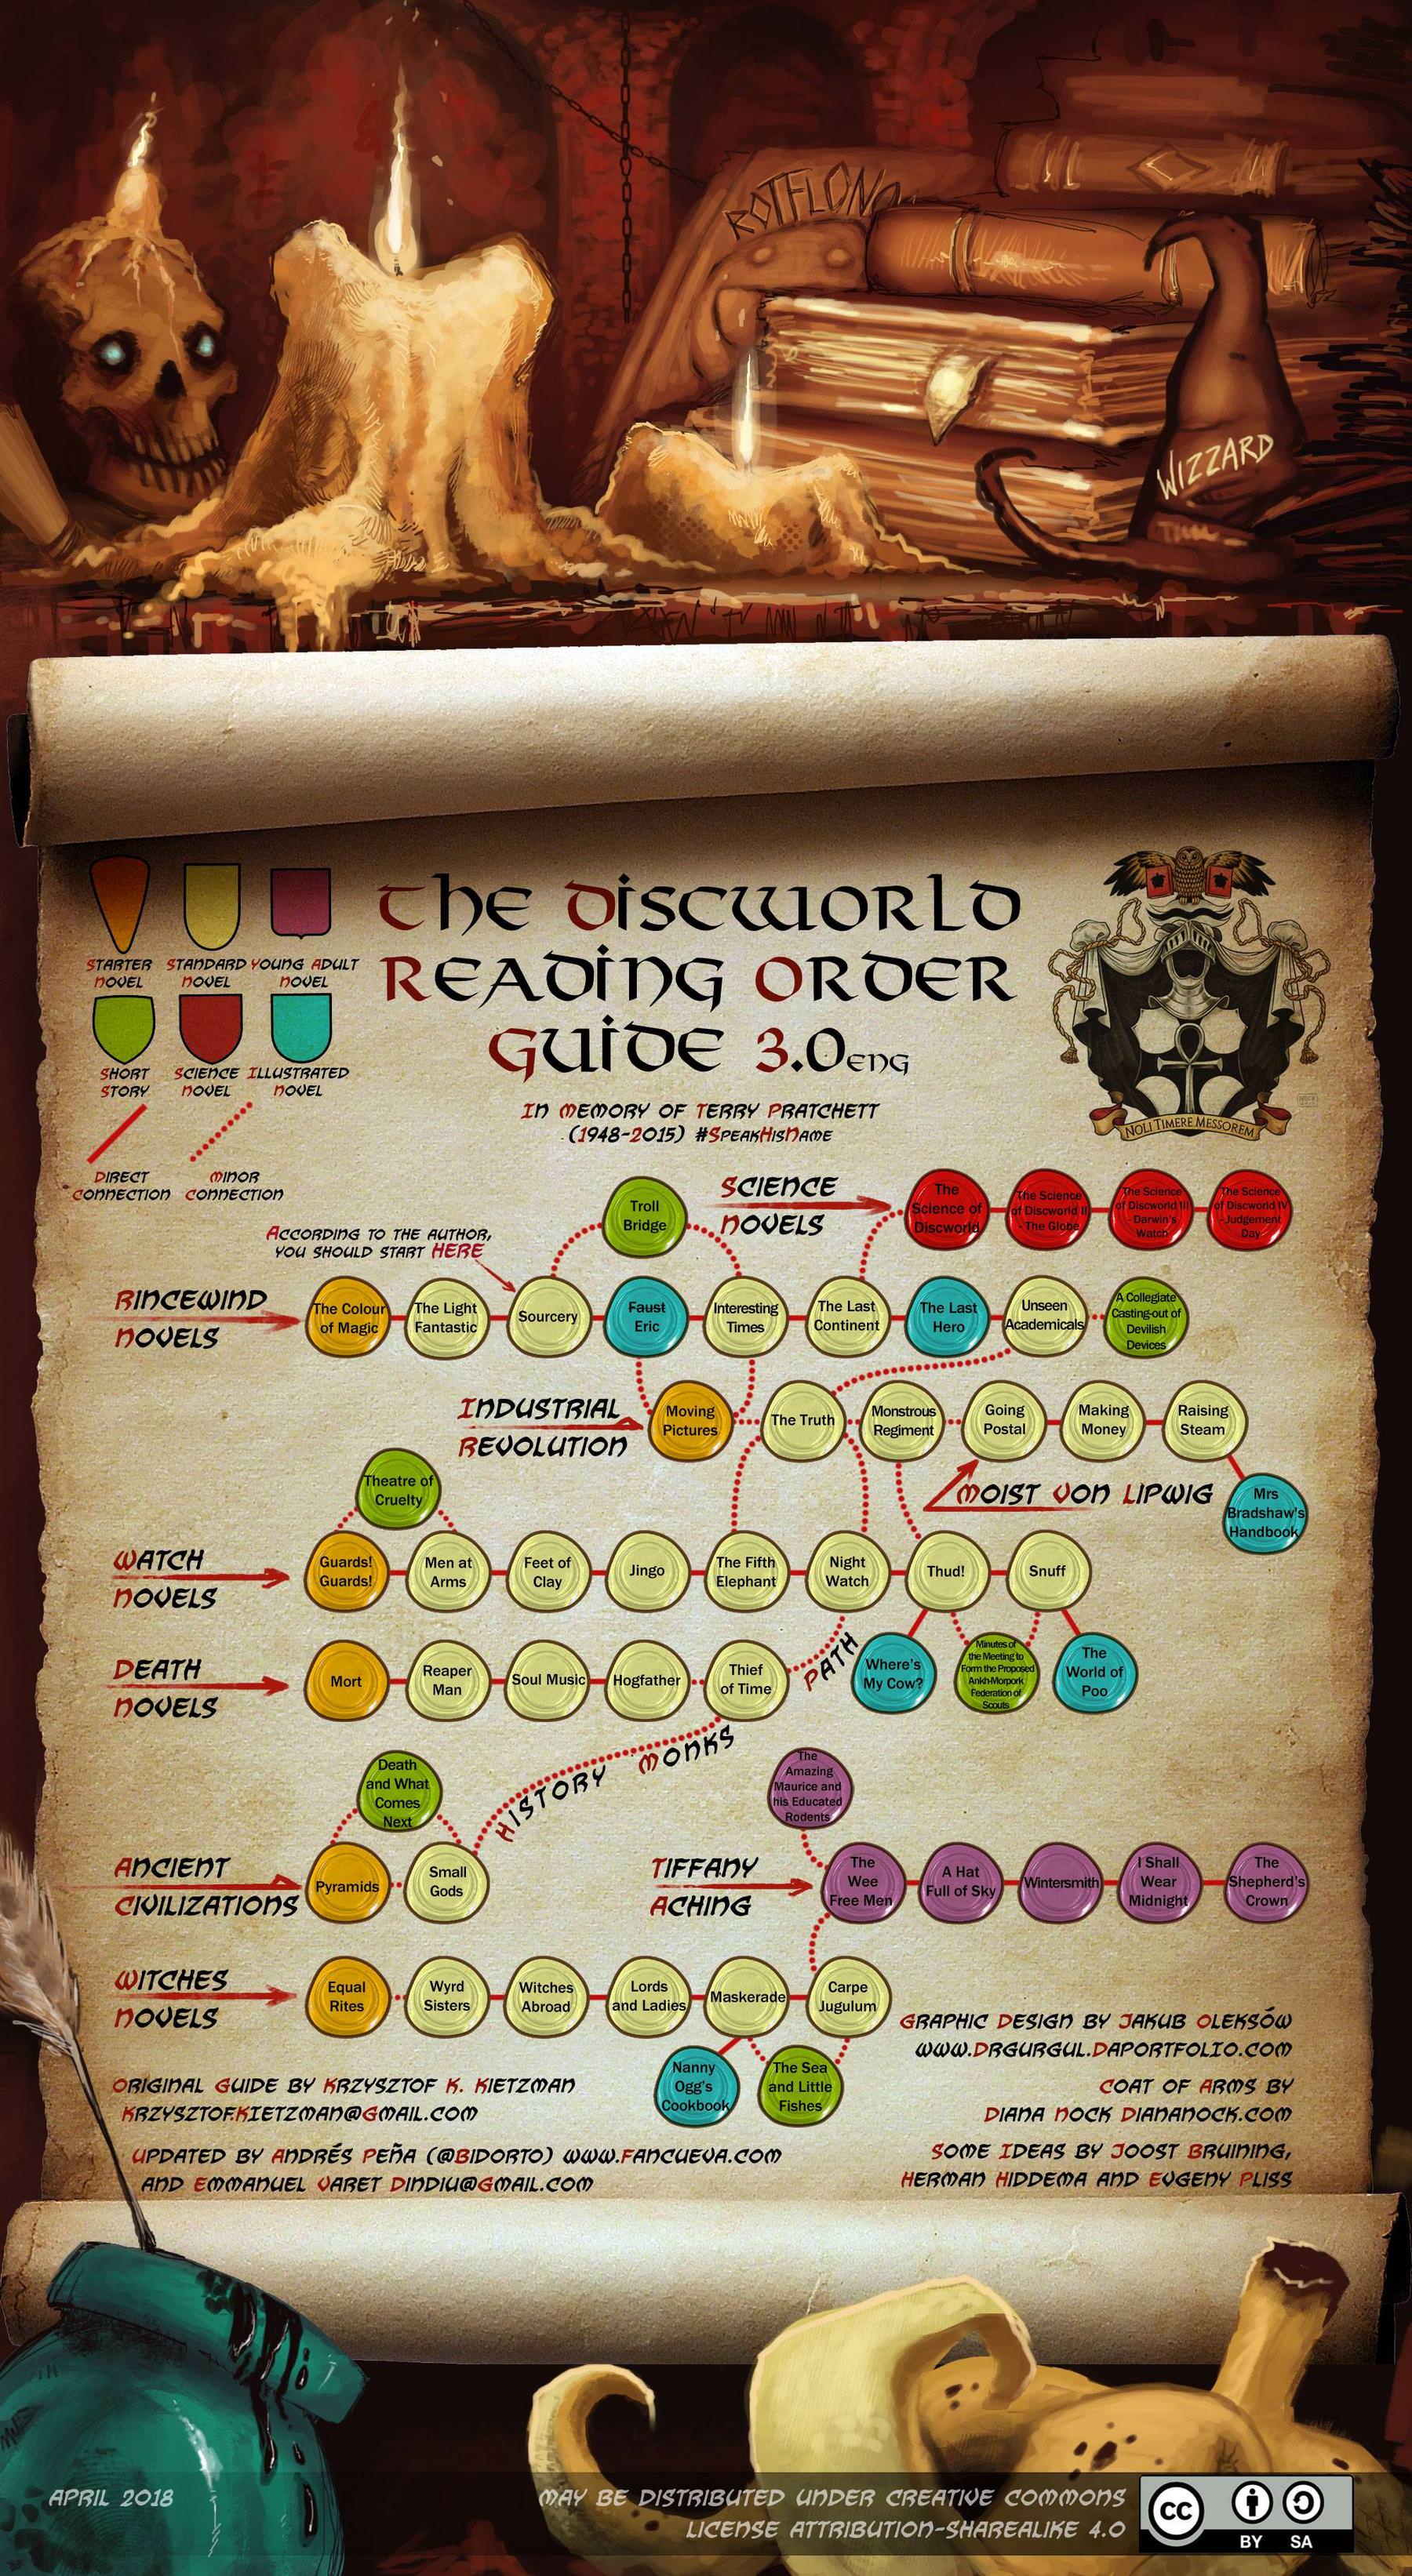 ROTFLONO
WIZZARD
STARTER NOVEL
STANDARD NOVEL
YOUNG ADULT NOVEL
SHORT STORY
SCIENCE NOVEL
ILLUSTRATED NOVEL
DIRECT CONNECTION
MINOR CONNECTION
The Discworld
Reading Order
Guide 3.0 ENG
IN MEMORY OF TERRY PRATCHETT
(1948-2015) #SPEAKHISNAME
NOLI TIMERE MESSOREM
SCIENCE
NOVELS
The Science of Discworld
The Science of Discworld II - The Globe
The Science of Discworld III - Darwin's Watch
The Science of Discworld IV - Judgement Day
Troll Bridge
ACCORDING TO THE AUTHOR,
YOU SHOULD START HERE
RINCEWIND
NOVELS
The Colour of Magic
The Light Fantastic
Sourcery
Faust Eric
Interesting Times
The Last Continent
The Last Hero
Unseen Academicals
A Collegiate Casting-out of Devilish Devices
INDUSTRIAL
REVOLUTION
Moving Pictures
The Truth
Monstrous Regiment
Going Postal
Making Money
Raising Steam
MOIST VON LIPWIG
Mrs Bradshaw's Handbook
Theatre of Cruelty
WATCH
NOVELS
Guards! Guards!
Men at Arms
Feet of Clay
Jingo
The Fifth Elephant
Night Watch
Thud!
Snuff
Where's My Cow?
Minutes of the Meeting to Form the Proposed Ankh-Morpork Federation of Scouts
The World of Poo
DEATH
NOVELS
Mort
Reaper Man
Soul Music
Hogfather
Thief of Time
PATH
HISTORY MONKS
Death and What Comes Next
ANCIENT
CIVILIZATIONS
Pyramids
Small Gods
The Amazing Maurice and his Educated Rodents
TIFFANY
ACHING
The Wee Free Men
A Hat Full of Sky
Wintersmith
I Shall Wear Midnight
The Shepherd's Crown
WITCHES
NOVELS
Equal Rites
Wyrd Sisters
Witches Abroad
Lords and Ladies
Maskerade
Carpe Jugulum
Nanny Ogg's Cookbook
The Sea and Little Fishes
GRAPHIC DESIGN BY JAKUB OLEKSÓW
WWW.DRGURGUL.DAPORTFOLIO.COM
COAT OF ARMS BY
DIANA NOCK DIANANOCK.COM
SOME IDEAS BY JOOST BRUINING,
HERMAN HIDDEMA AND EVGENY PLISS
ORIGINAL GUIDE BY KRZYSZTOF K. KIETZMAN
KRZYSZTOF.KIETZMAN@GMAIL.COM
UPDATED BY ANDRÉS PEÑA (@BIDORTO) WWW.FANCUEVA.COM
AND EMMANUEL VARET DINDIU@GMAIL.COM
APRIL 2018
MAY BE DISTRIBUTED UNDER CREATIVE COMMONS
LICENSE ATTRIBUTION-SHAREALIKE 4.0
CC BY SA